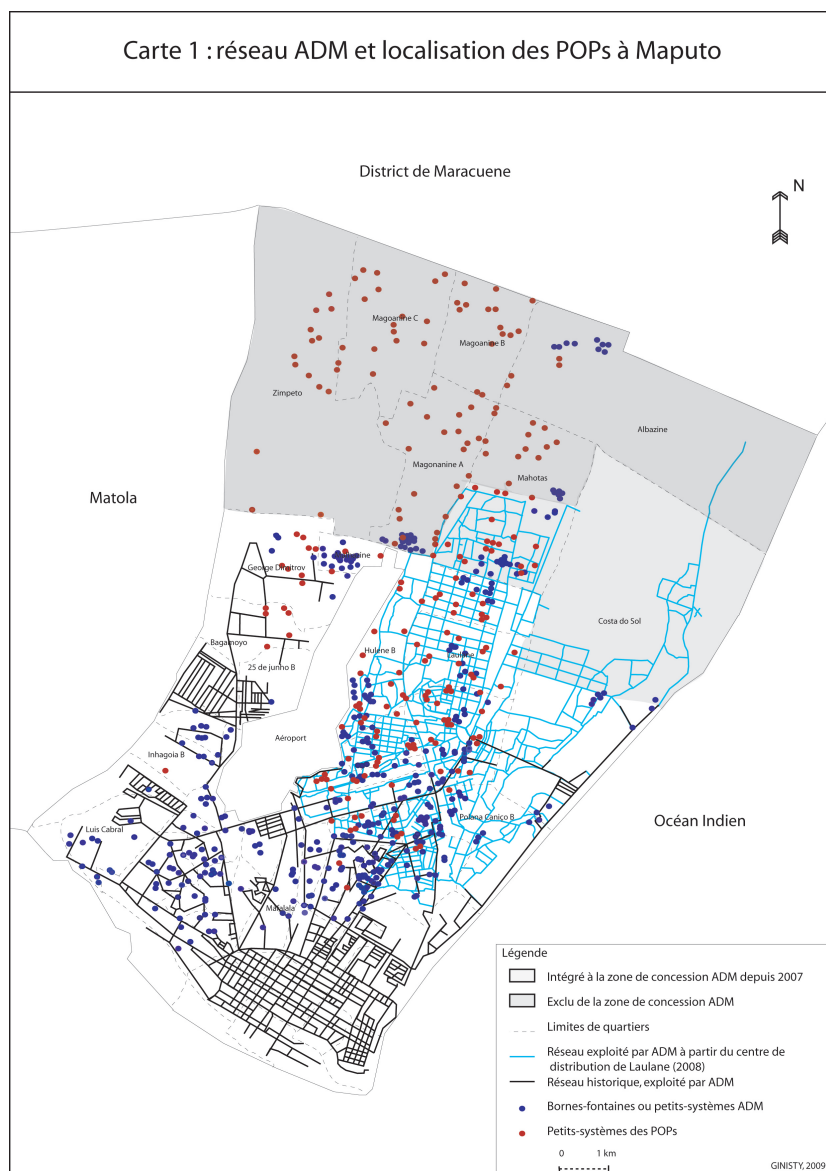 Carte 1 : réseau ADM et localisation des POPs à Maputo
District de Maracuene
N
Magoanine C
Magoanine B
Zimpeto
Albazine
Magonanine A
Mahotas
Matola
George Dimitrov
Costa do Sol
Bagamoyo
Hulene B
25 de junho B
Aéroport
Inhagoia B
Océan Indien
Polana Caniço B
Luis Cabral
Mafalala
Légende
Intégré à la zone de concession ADM depuis 2007
Exclu de la zone de concession ADM
Limites de quartiers
Réseau exploité par ADM à partir du centre de
distribution de Laulane (2008)
Réseau historique, exploité par ADM
Bornes-fontaines ou petits-systèmes ADM
Petits-systèmes des POPs
0 1 km
GINISTY, 2009